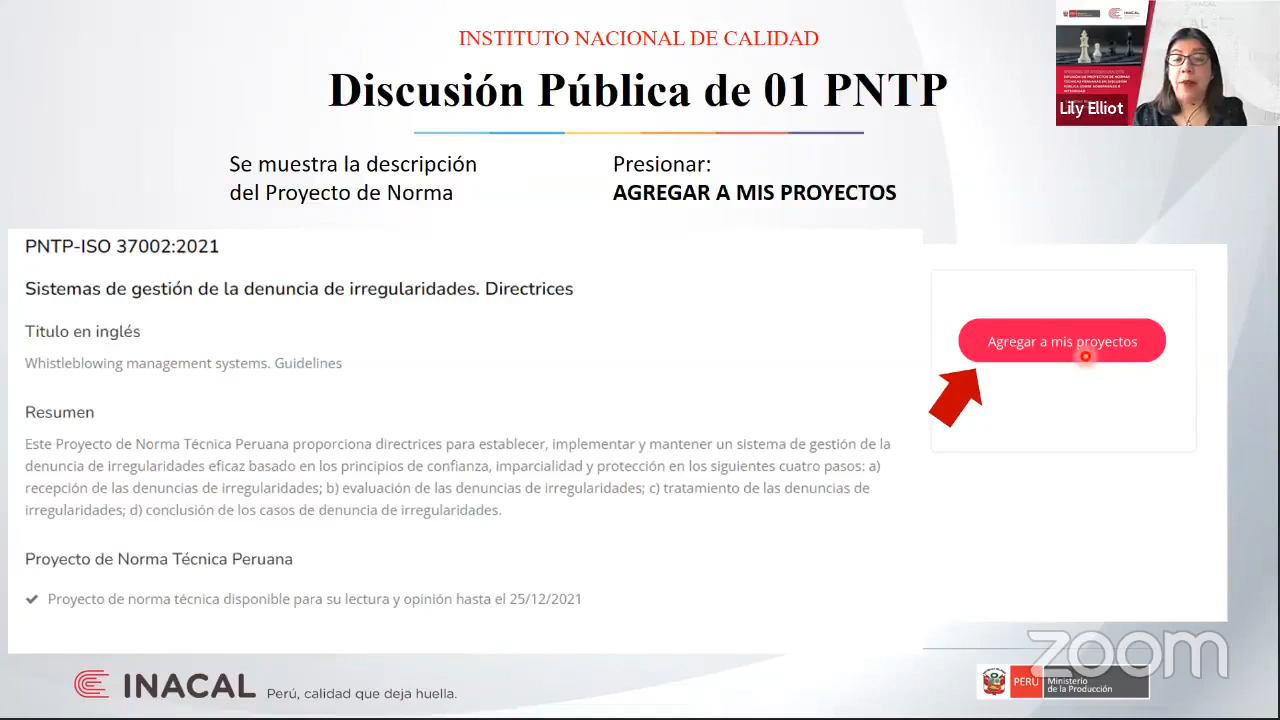 INSTITUTO NACIONAL DE CALIDAD
Discusión Pública de 01 PNTP
Se muestra la descripción
del Proyecto de Norma
Presionar:
AGREGAR A MIS PROYECTOS
PNTP-ISO 37002:2021
Sistemas de gestión de la denuncia de irregularidades. Directrices
Titulo en inglés
Whistleblowing management systems. Guidelines
Resumen
Este Proyecto de Norma Técnica Peruana proporciona directrices para establecer, implementar y mantener un sistema de gestión de la
denuncia de irregularidades eficaz basado en los principios de confianza, imparcialidad y protección en los siguientes cuatro pasos: a)
recepción de las denuncias de irregularidades; b) evaluación de las denuncias de irregularidades; c) tratamiento de las denuncias de
irregularidades; d) conclusión de los casos de denuncia de irregularidades.
Proyecto de Norma Técnica Peruana
Proyecto de norma técnica disponible para su lectura y opinión hasta el 25/12/2021
Agregar a mis proyectos
Lily Elliot
INACAL
Perú, calidad que deja huella.
zoom
PERÚ
Ministerio
de la Producción